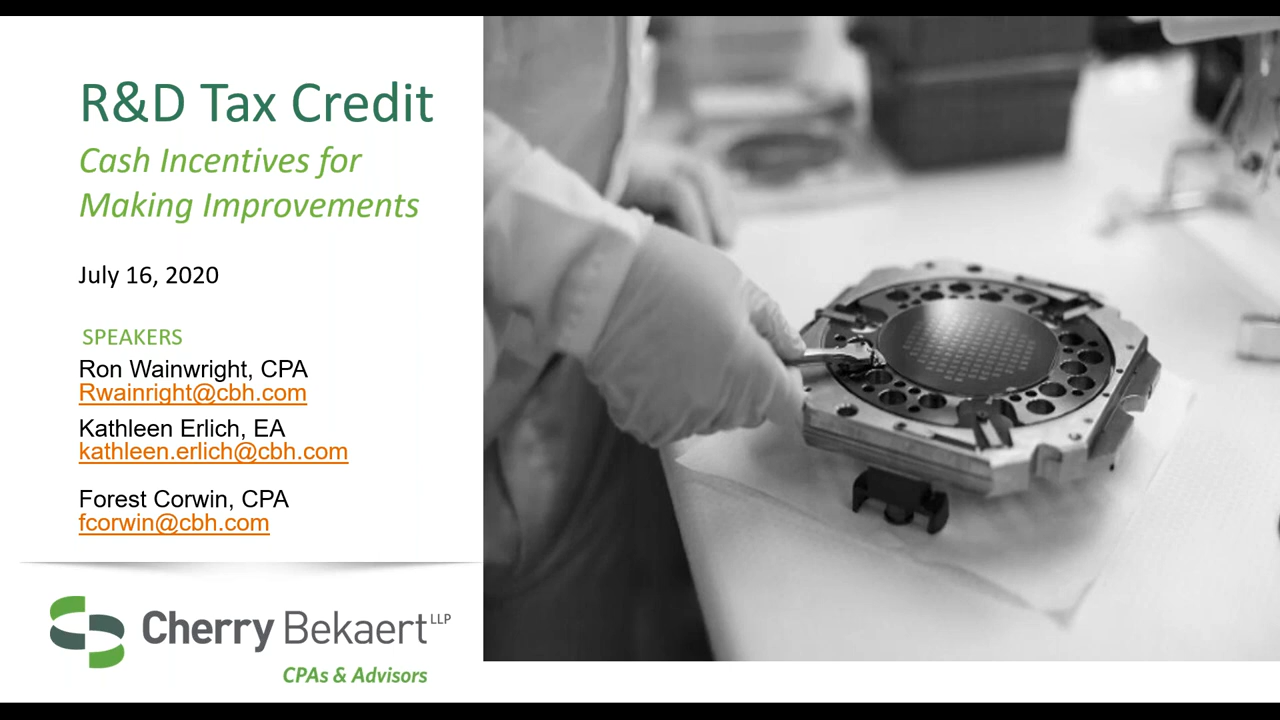 R&D Tax Credit
Cash Incentives for
Making Improvements
July 16, 2020
SPEAKERS
Ron Wainwright, CPA
Rwainright@cbh.com
Kathleen Erlich, EA
kathleen.erlich@cbh.com
Forest Corwin, CPA
fcorwin@cbh.com
Cherry Bekaert LLP
CPAs & Advisors